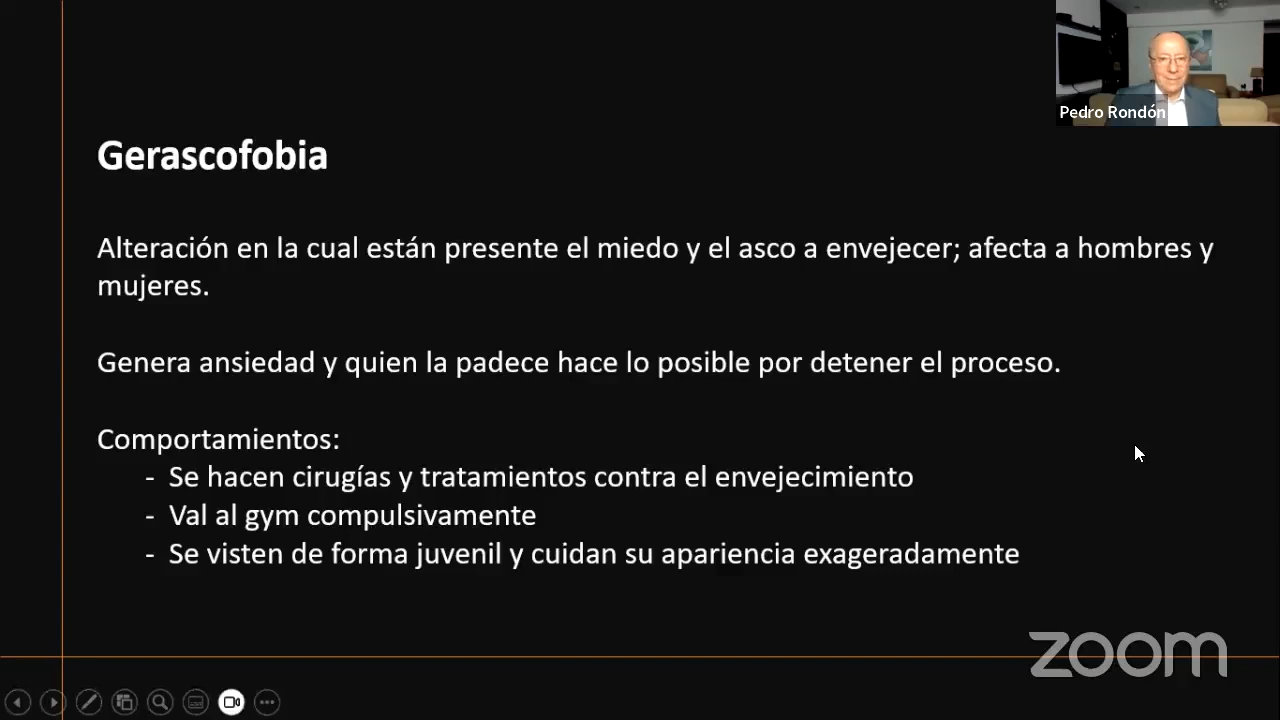 Pedro Rondón
Gerascofobia
Alteración en la cual están presente el miedo y el asco a envejecer; afecta a hombres y
mujeres.
Genera ansiedad y quien la padece hace lo posible por detener el proceso.
Comportamientos:
- Se hacen cirugías y tratamientos contra el envejecimiento
- Val al gym compulsivamente
- Se visten de forma juvenil y cuidan su apariencia exageradamente
zoom